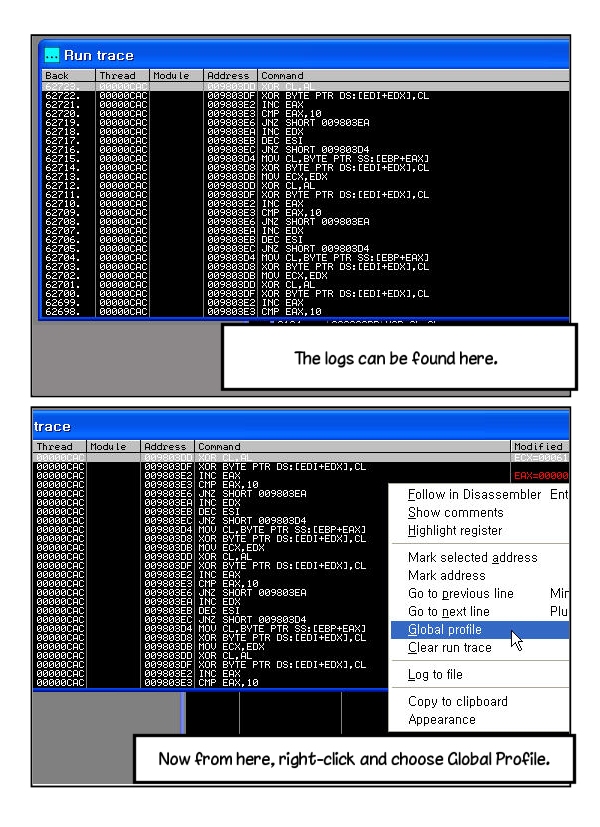 ... Run trace
Back Thread Module Address Command
62723. 00000CAC 009803DD XOR CL,AL
62722. 00000CAC 009803DF XOR BYTE PTR DS:[EDI+EDX],CL
62721. 00000CAC 009803E2 INC EAX
62720. 00000CAC 009803E3 CMP EAX,10
62719. 00000CAC 009803E6 JNZ SHORT 009803EA
62718. 00000CAC 009803EA INC EDX
62717. 00000CAC 009803EB DEC ESI
62716. 00000CAC 009803EC JNZ SHORT 009803D4
62715. 00000CAC 009803D4 MOV CL,BYTE PTR SS:[EBP+EAX]
62714. 00000CAC 009803D8 XOR BYTE PTR DS:[EDI+EDX],CL
62713. 00000CAC 009803DB MOV ECX,EDX
62712. 00000CAC 009803DD XOR CL,AL
62711. 00000CAC 009803DF XOR BYTE PTR DS:[EDI+EDX],CL
62710. 00000CAC 009803E2 INC EAX
62709. 00000CAC 009803E3 CMP EAX,10
62708. 00000CAC 009803E6 JNZ SHORT 009803EA
62707. 00000CAC 009803EA INC EDX
62706. 00000CAC 009803EB DEC ESI
62705. 00000CAC 009803EC JNZ SHORT 009803D4
62704. 00000CAC 009803D4 MOV CL,BYTE PTR SS:[EBP+EAX]
62703. 00000CAC 009803D8 XOR BYTE PTR DS:[EDI+EDX],CL
62702. 00000CAC 009803DB MOV ECX,EDX
62701. 00000CAC 009803DD XOR CL,AL
62700. 00000CAC 009803DF XOR BYTE PTR DS:[EDI+EDX],CL
62699. 00000CAC 009803E2 INC EAX
62698. 00000CAC 009803E3 CMP EAX,10
The logs can be found here.
trace
Thread Module Address Command Modified
00000CAC 009803DD XOR CL,AL ECX=00061
00000CAC 009803DF XOR BYTE PTR DS:[EDI+EDX],CL
00000CAC 009803E2 INC EAX EAX=00000
00000CAC 009803E3 CMP EAX,10
00000CAC 009803E6 JNZ SHORT 009803EA
00000CAC 009803EA INC EDX
00000CAC 009803EB DEC ESI
00000CAC 009803EC JNZ SHORT 009803D4
00000CAC 009803D4 MOV CL,BYTE PTR SS:[EBP+EAX]
00000CAC 009803D8 XOR BYTE PTR DS:[EDI+EDX],CL
00000CAC 009803DB MOV ECX,EDX
00000CAC 009803DD XOR CL,AL
00000CAC 009803DF XOR BYTE PTR DS:[EDI+EDX],CL
00000CAC 009803E2 INC EAX
00000CAC 009803E3 CMP EAX,10
00000CAC 009803E6 JNZ SHORT 009803EA
00000CAC 009803EA INC EDX
00000CAC 009803EB DEC ESI
00000CAC 009803EC JNZ SHORT 009803D4
00000CAC 009803D4 MOV CL,BYTE PTR SS:[EBP+EAX]
00000CAC 009803D8 XOR BYTE PTR DS:[EDI+EDX],CL
00000CAC 009803DB MOV ECX,EDX
00000CAC 009803DD XOR CL,AL
00000CAC 009803DF XOR BYTE PTR DS:[EDI+EDX],CL
00000CAC 009803E2 INC EAX
00000CAC 009803E3 CMP EAX,10
Follow in Disassembler Ent
Show comments
Highlight register
Mark selected address
Mark address
Go to previous line Min
Go to next line Plu
Global profile
Clear run trace
Log to file
Copy to clipboard
Appearance
Now from here, right-click and choose Global Profile.